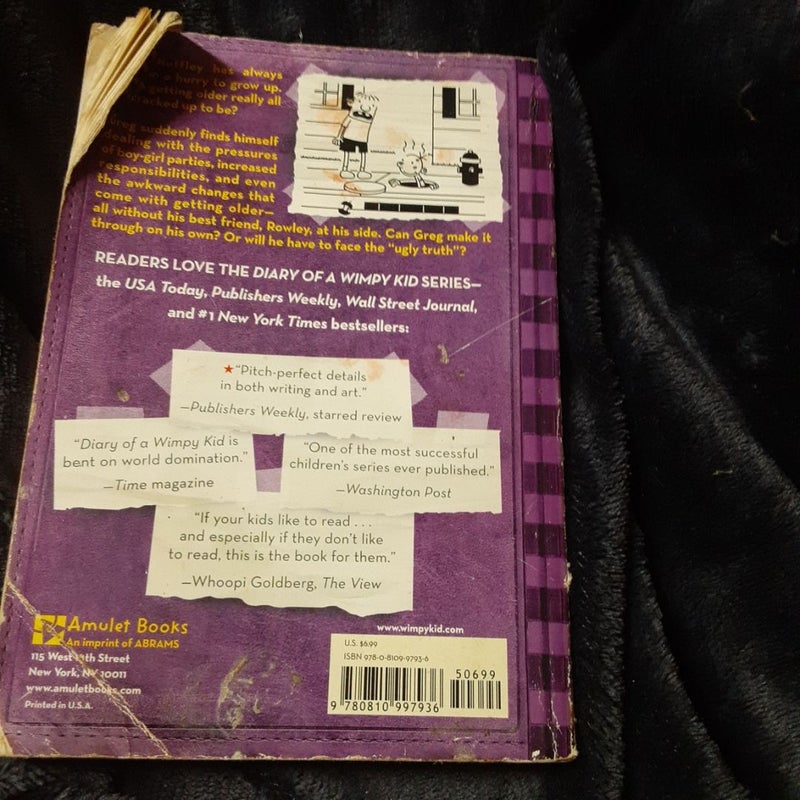 Heffley, has always
a hurry to grow up.
getting older really all
cracked up to be?
Greg suddenly finds himself
dealing with the pressures
of boy-girl parties, increased
responsibilities, and even
the awkward changes that
come with getting older—
all without his best friend, Rowley, at his side. Can Greg make it
through on his own? Or will he have to face the "ugly truth"?
READERS LOVE THE DIARY OF A WIMPY KID SERIES—
the USA Today, Publishers Weekly, Wall Street Journal,
and #1 New York Times bestsellers:
★"Pitch-perfect details
in both writing and art."
—Publishers Weekly, starred review
"Diary of a Wimpy Kid is
bent on world domination."
—Time magazine
"One of the most successful
children's series ever published."
—Washington Post
"If your kids like to read . . .
and especially if they don't like
to read, this is the book for them."
—Whoopi Goldberg, The View
Amulet Books
An imprint of ABRAMS
115 West 18th Street
New York, NY 10011
www.amuletbooks.com
Printed in U.S.A.
www.wimpykid.com
U.S. $6.99
ISBN 978-0-8109-9793-6
50699
9 780810 997936